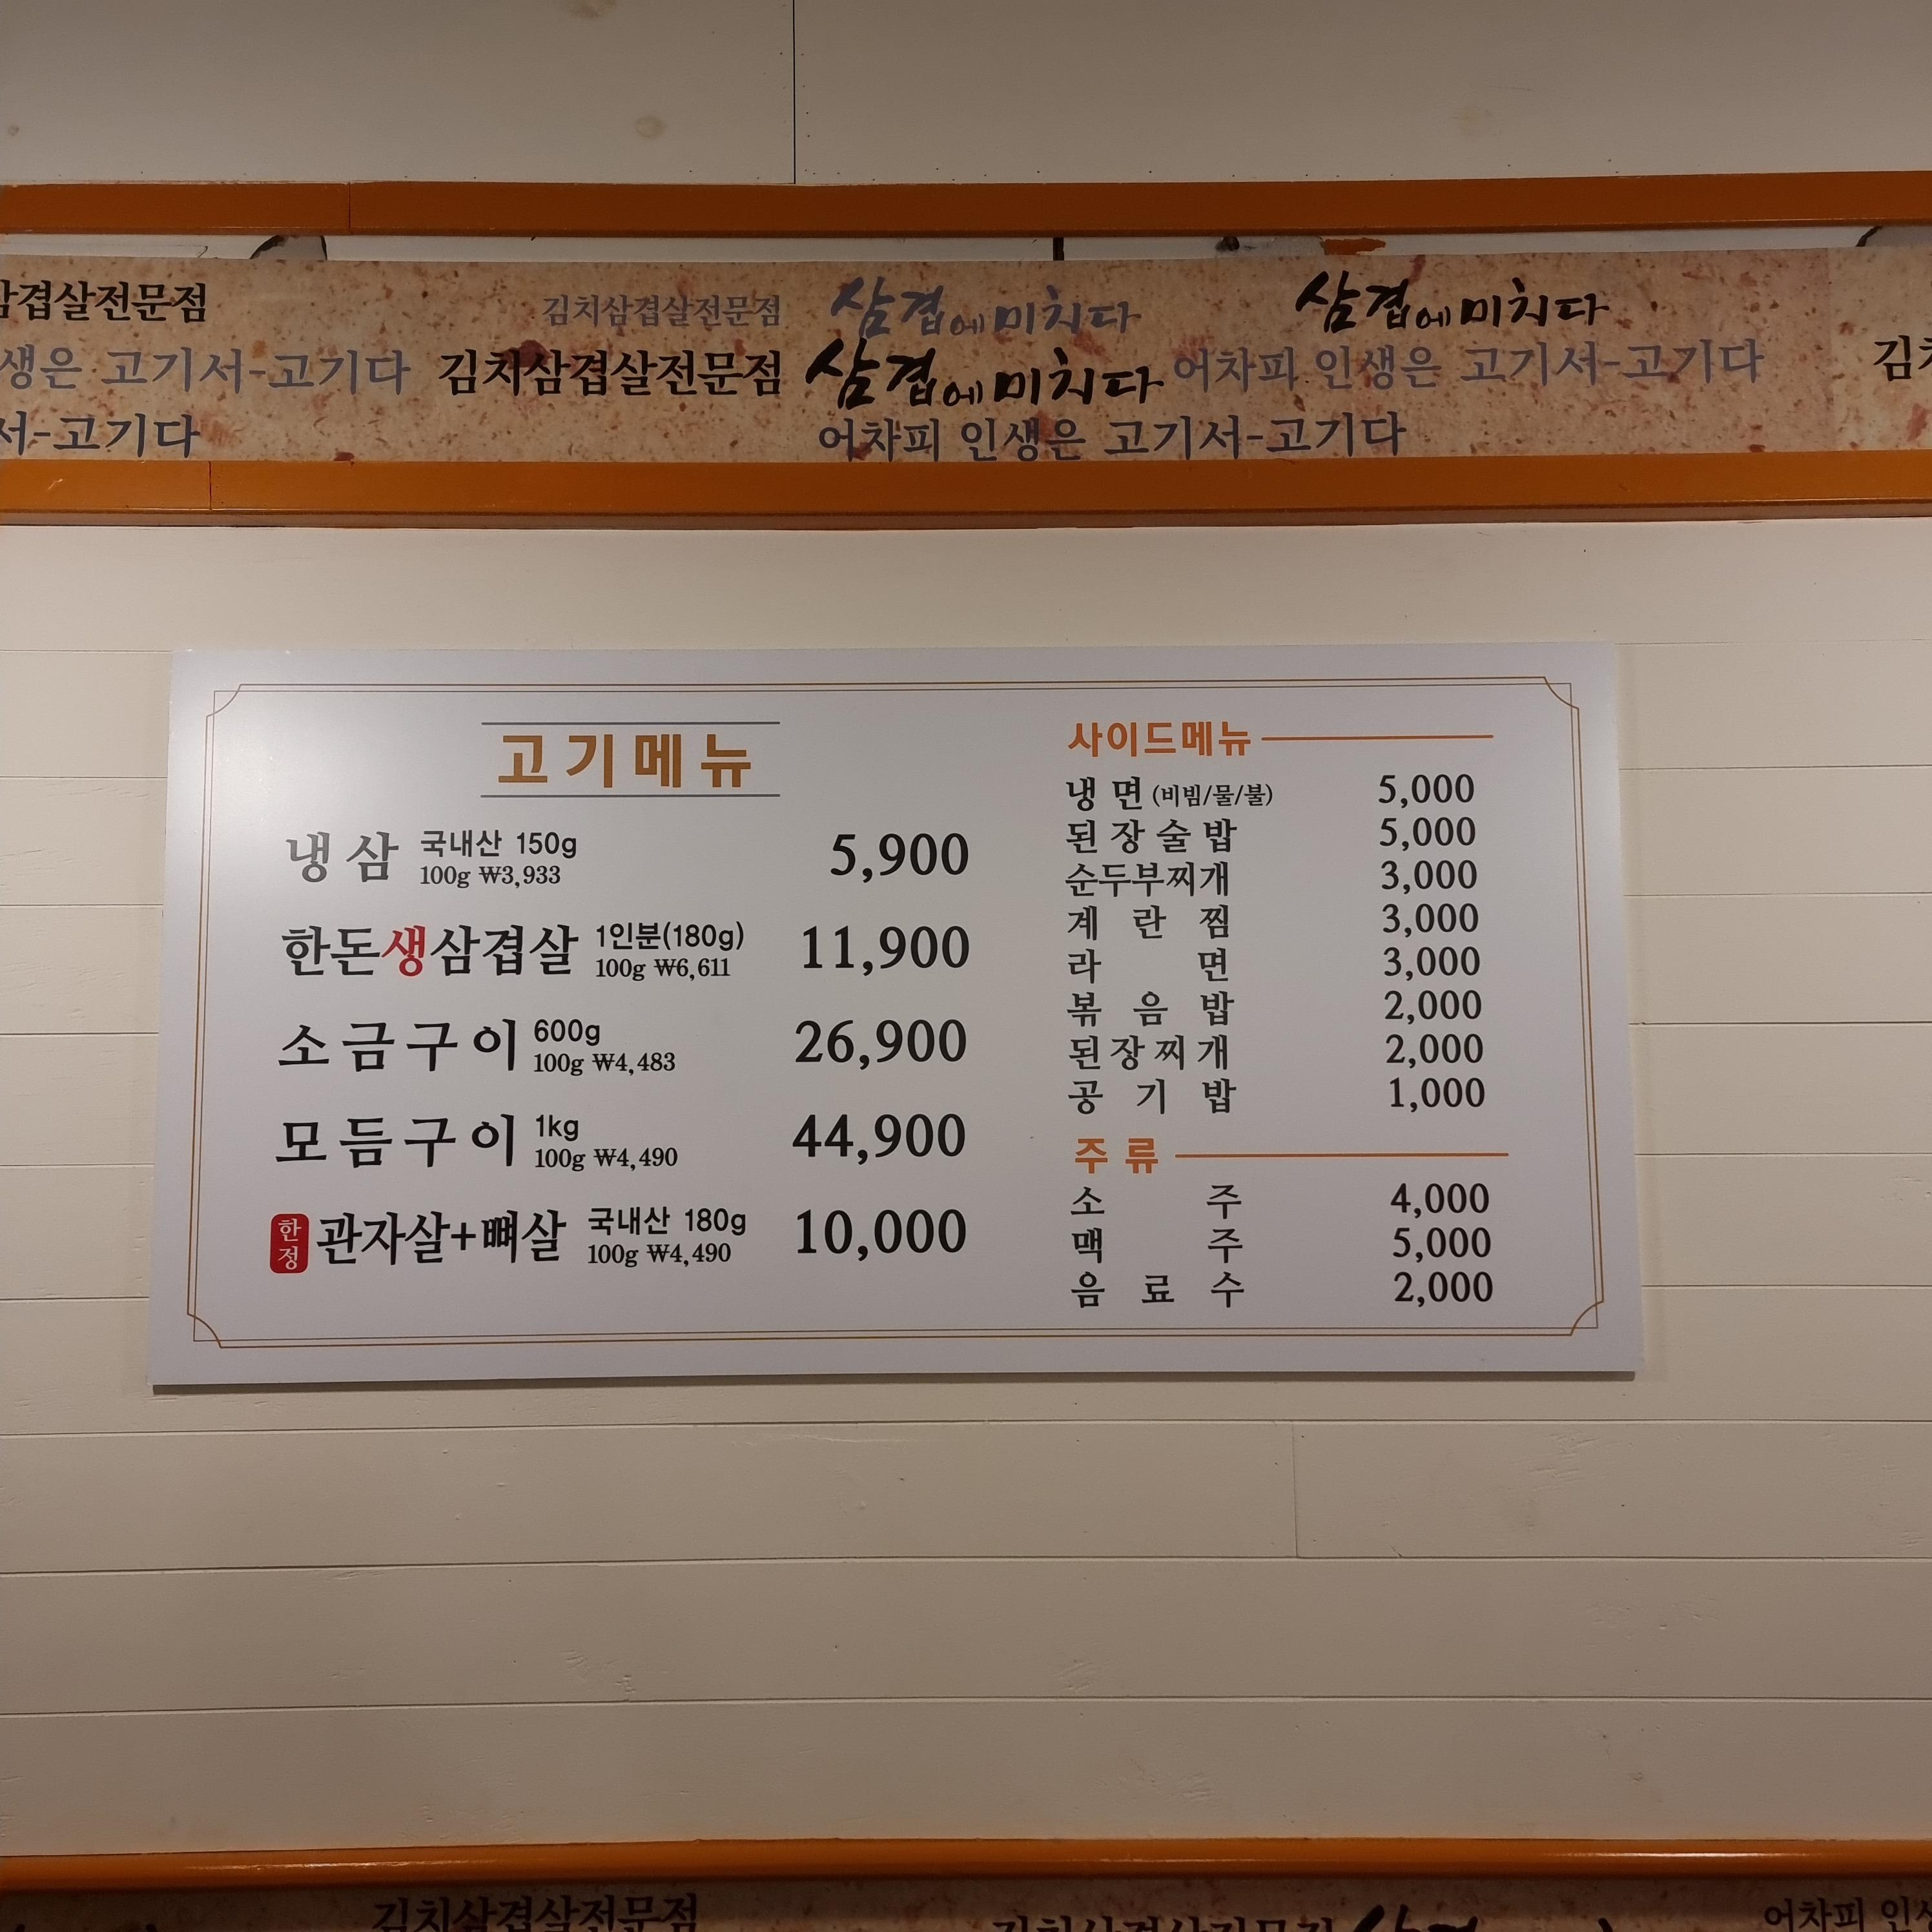 삼겹살전문점
김치삼겹살전문점
삼겹에미치다
삼겹에미치다
생은 고기서-고기다
김치삼겹살전문점
삼겹에미치다
어차피 인생은 고기서-고기다
서-고기다
어차피 인생은 고기서-고기다
고기메뉴
냉삼 국내산 150g 5,900
100g ₩3,933
한돈생삼겹살 1인분(180g) 11,900
100g ₩6,611
소금구이 600g 26,900
100g ₩4,483
모듬구이 1kg 44,900
100g ₩4,490
한정 관자살+뼈살 국내산 180g 10,000
100g ₩4,490
사이드메뉴
냉면 (비빔/물/불) 5,000
된장술밥 5,000
순두부찌개 3,000
계란찜 3,000
라면 3,000
볶음밥 2,000
된장찌개 2,000
공기밥 1,000
주류
소주 4,000
맥주 5,000
음료수 2,000
김치삼겹살전문점
어차피